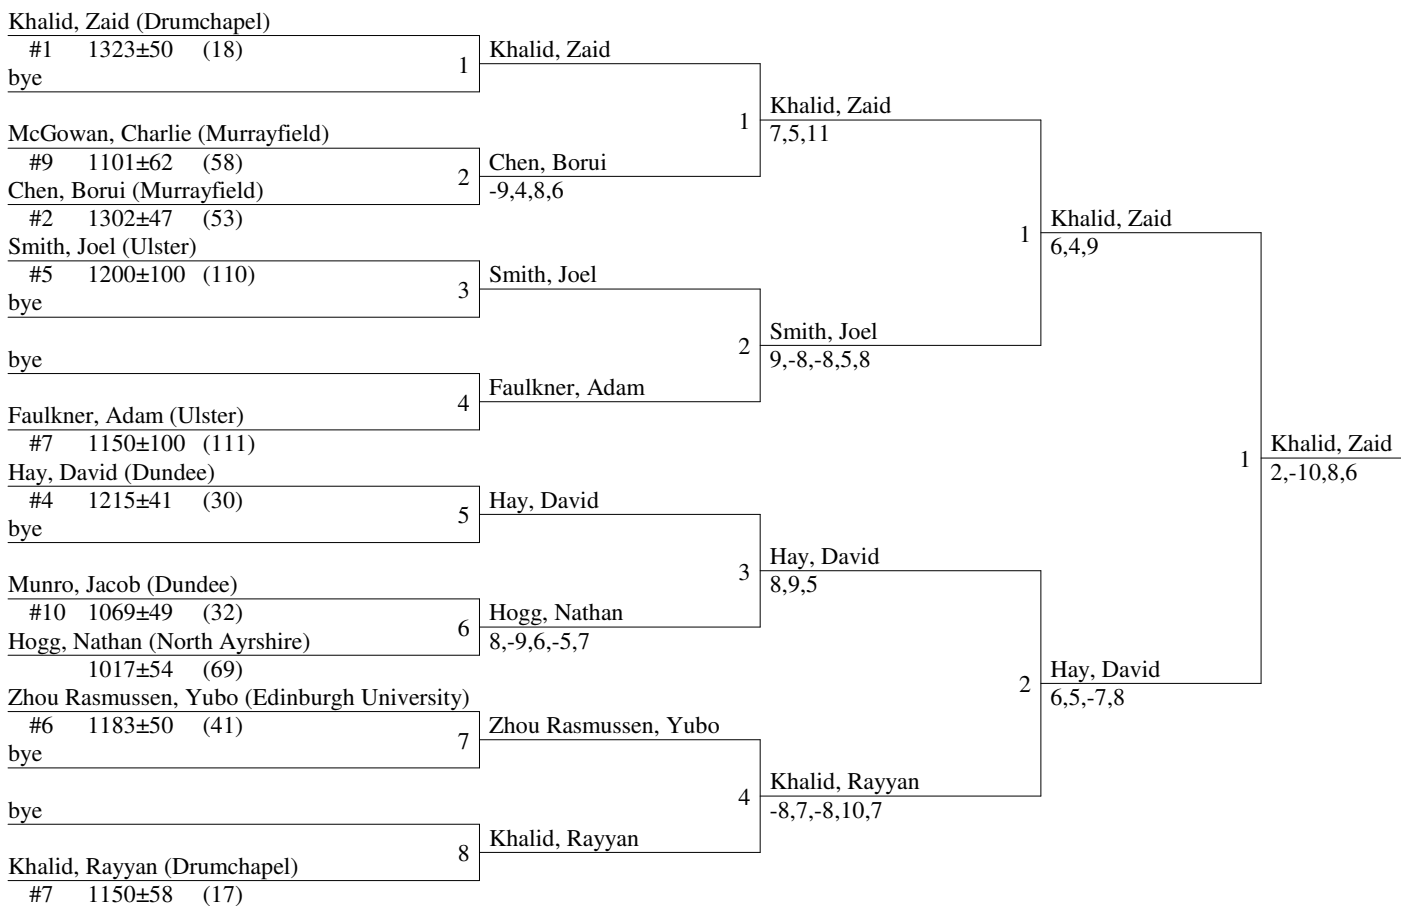 Khalid, Zaid (Drumchapel)
#1 1323±50 (18)
bye
1
McGowan, Charlie (Murrayfield)
#9 1101±62 (58)
Chen, Borui (Murrayfield)
#2 1302±47 (53)
2
Smith, Joel (Ulster)
#5 1200±100 (110)
bye
3
bye
Faulkner, Adam (Ulster)
#7 1150±100 (111)
4
Hay, David (Dundee)
#4 1215±41 (30)
bye
5
Munro, Jacob (Dundee)
#10 1069±49 (32)
Hogg, Nathan (North Ayrshire)
1017±54 (69)
6
Zhou Rasmussen, Yubo (Edinburgh University)
#6 1183±50 (41)
bye
7
bye
Khalid, Rayyan (Drumchapel)
#7 1150±58 (17)
8
Khalid, Zaid
Chen, Borui
-9,4,8,6
1
Smith, Joel
Faulkner, Adam
2
Hay, David
Hogg, Nathan
8,-9,6,-5,7
3
Zhou Rasmussen, Yubo
Khalid, Rayyan
4
Khalid, Zaid
7,5,11
Smith, Joel
9,-8,-8,5,8
1
Hay, David
8,9,5
Khalid, Rayyan
-8,7,-8,10,7
2
Khalid, Zaid
6,4,9
Hay, David
6,5,-7,8
1
Khalid, Zaid
2,-10,8,6